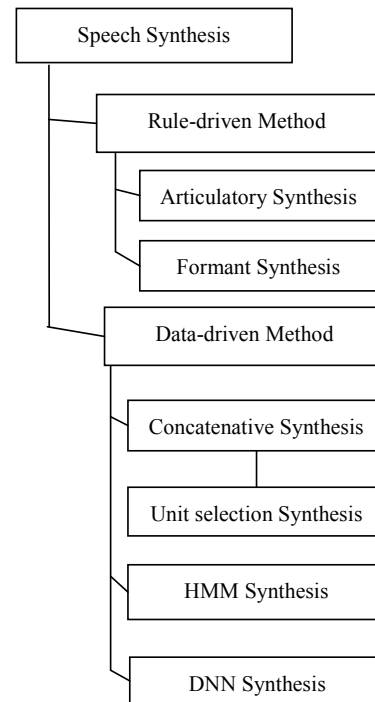 Speech Synthesis
Rule-driven Method
Articulatory Synthesis
Formant Synthesis
Data-driven Method
Concatenative Synthesis
Unit selection Synthesis
HMM Synthesis
DNN Synthesis